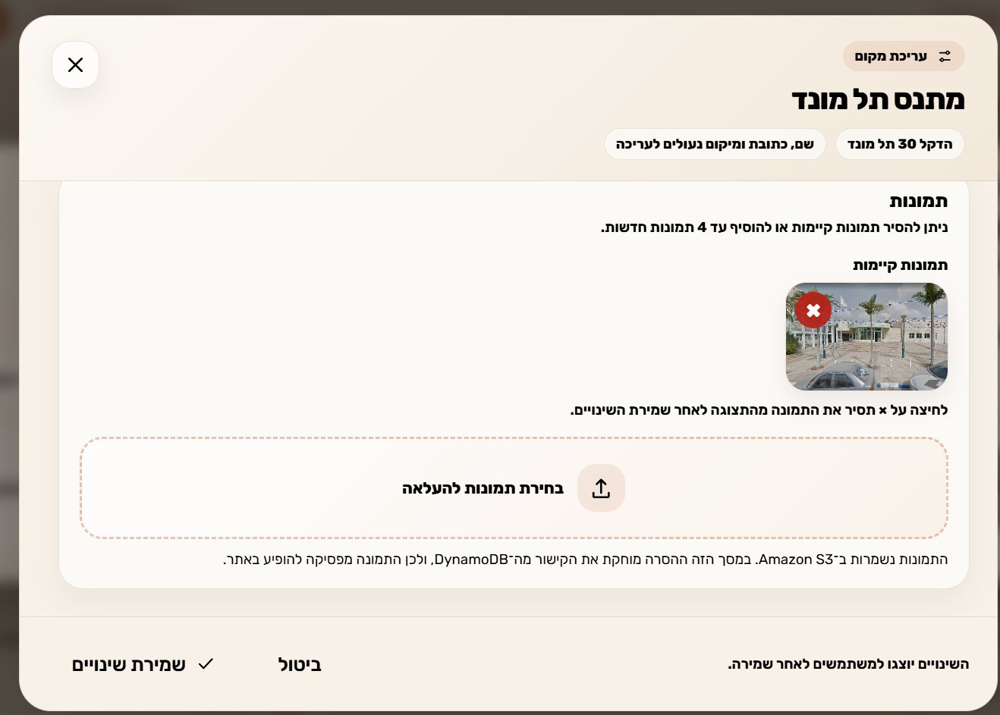 עריכת מקום
מתנס תל מונד
הדקל 30 תל מונד
שם, כתובת ומיקום נעולים לעריכה
תמונות
ניתן להסיר תמונות קיימות או להוסיף עד 4 תמונות חדשות.
תמונות קיימות
לחיצה על × תסיר את התמונה מהתצוגה לאחר שמירת השינויים.
בחירת תמונות להעלאה
התמונות נשמרות ב־Amazon S3. במסך הזה ההסרה מוחקת את הקישור מה־DynamoDB, ולכן התמונה מפסיקה להופיע באתר.
השינויים יוצגו למשתמשים לאחר שמירה.
ביטול
שמירת שינויים